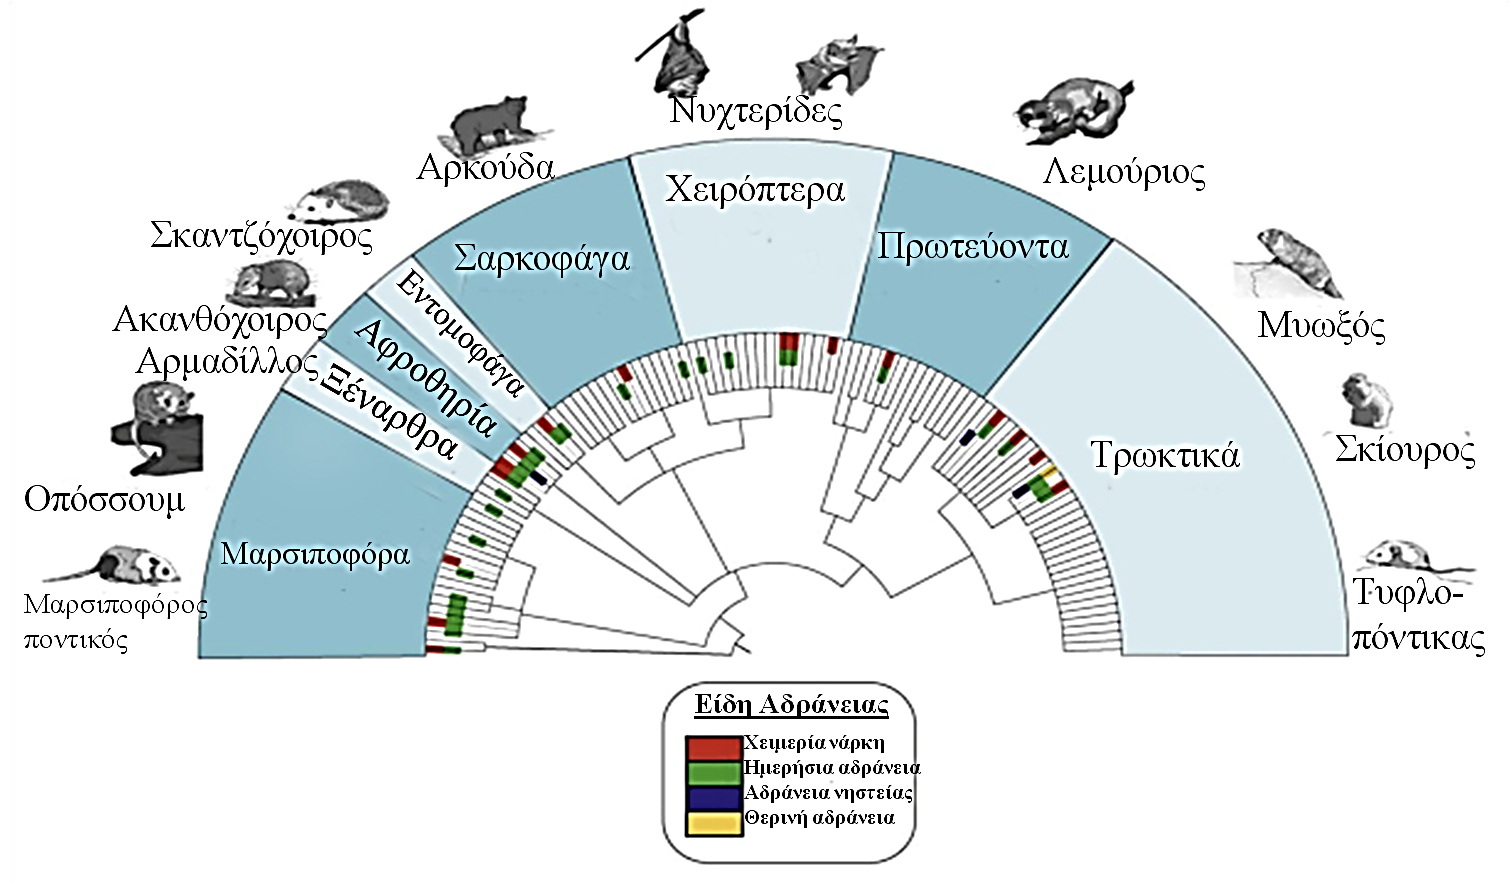 Νυχτερίδες
Αρκούδα
Λεμούριος
Σκαντζόχοιρος
Ακανθόχοιρος
Αρμαδίλλος
Μυωξός
Οπόσσουμ
Σκίουρος
Μαρσιποφόρος
ποντικός
Τυφλο-
πόντικας
Μαρσιποφόρα
Ξέναρθρα
Αφροθηρία
Εντομοφάγα
Σαρκοφάγα
Χειρόπτερα
Πρωτεύοντα
Τρωκτικά
Είδη Αδράνειας
Χειμερία νάρκη
Ημερήσια αδράνεια
Αδράνεια νηστείας
Θερινή αδράνεια